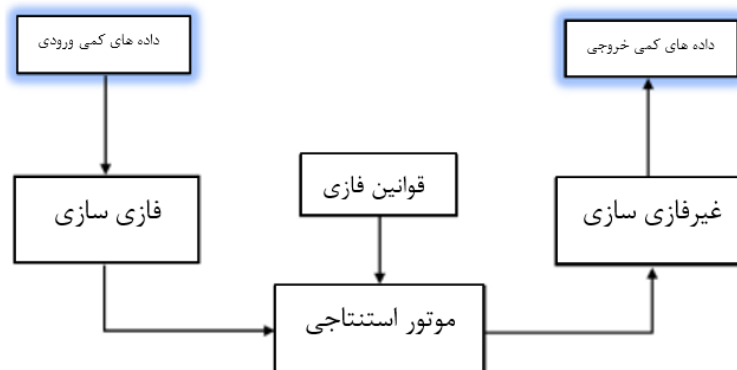 داده های کمی ورودی
داده های کمی خروجی
فازی سازی
قوانین فازی
غیرفازی سازی
موتور استنتاجی